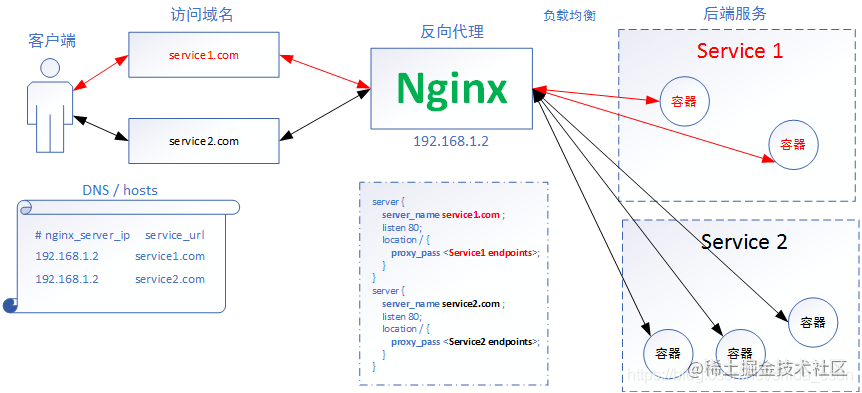 客户端
访问域名
service1.com
service2.com
反向代理
Nginx
192.168.1.2
负载均衡
后端服务
Service 1
容器
容器
Service 2
容器
容器
容器
DNS / hosts
# nginx_server_ip service_url
192.168.1.2 service1.com
192.168.1.2 service2.com
server {
server_name service1.com ;
listen 80;
location / {
proxy_pass <Service1 endpoints>;
}
}
server {
server_name service2.com ;
listen 80;
location / {
proxy_pass <Service2 endpoints>;
}
}
@稀土掘金技术社区